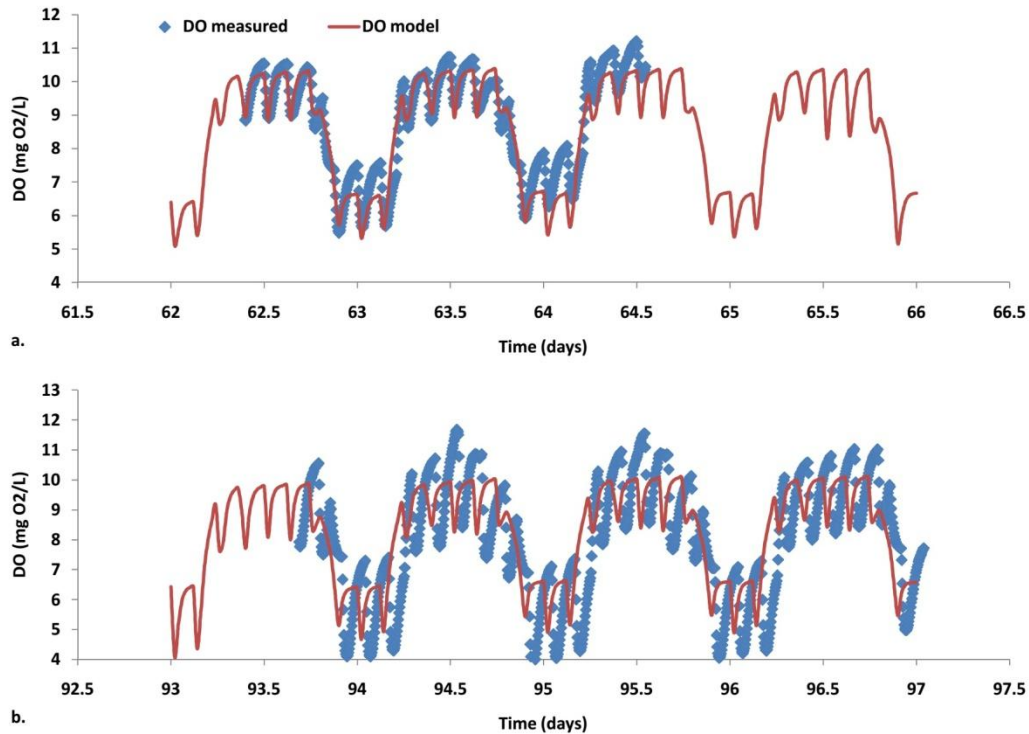 12
11
10
9
8
7
6
5
4
DO (mg O2/L)
DO measured DO model
61.5 62 62.5 63 63.5 64 64.5 65 65.5 66 66.5
a.
Time (days)
13
12
11
10
9
8
7
6
5
4
DO (mg O2/L)
92.5 93 93.5 94 94.5 95 95.5 96 96.5 97 97.5
b.
Time (days)